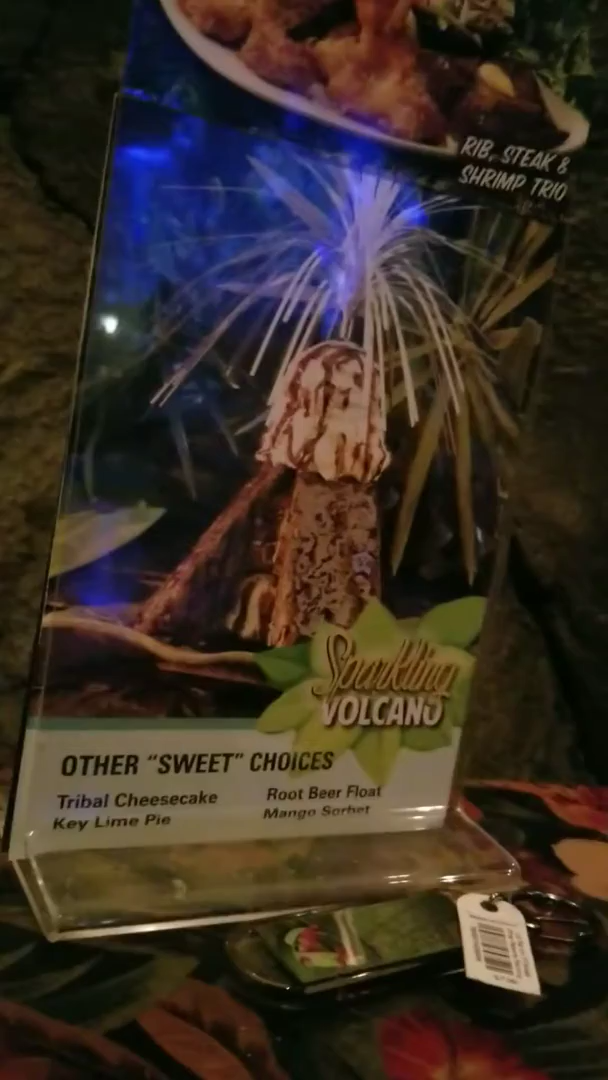 RIB, STEAK &
SHRIMP TRIO
Sparkling
VOLCANO
OTHER "SWEET" CHOICES
Tribal Cheesecake
Key Lime Pie
Root Beer Float
Mango Sorbet